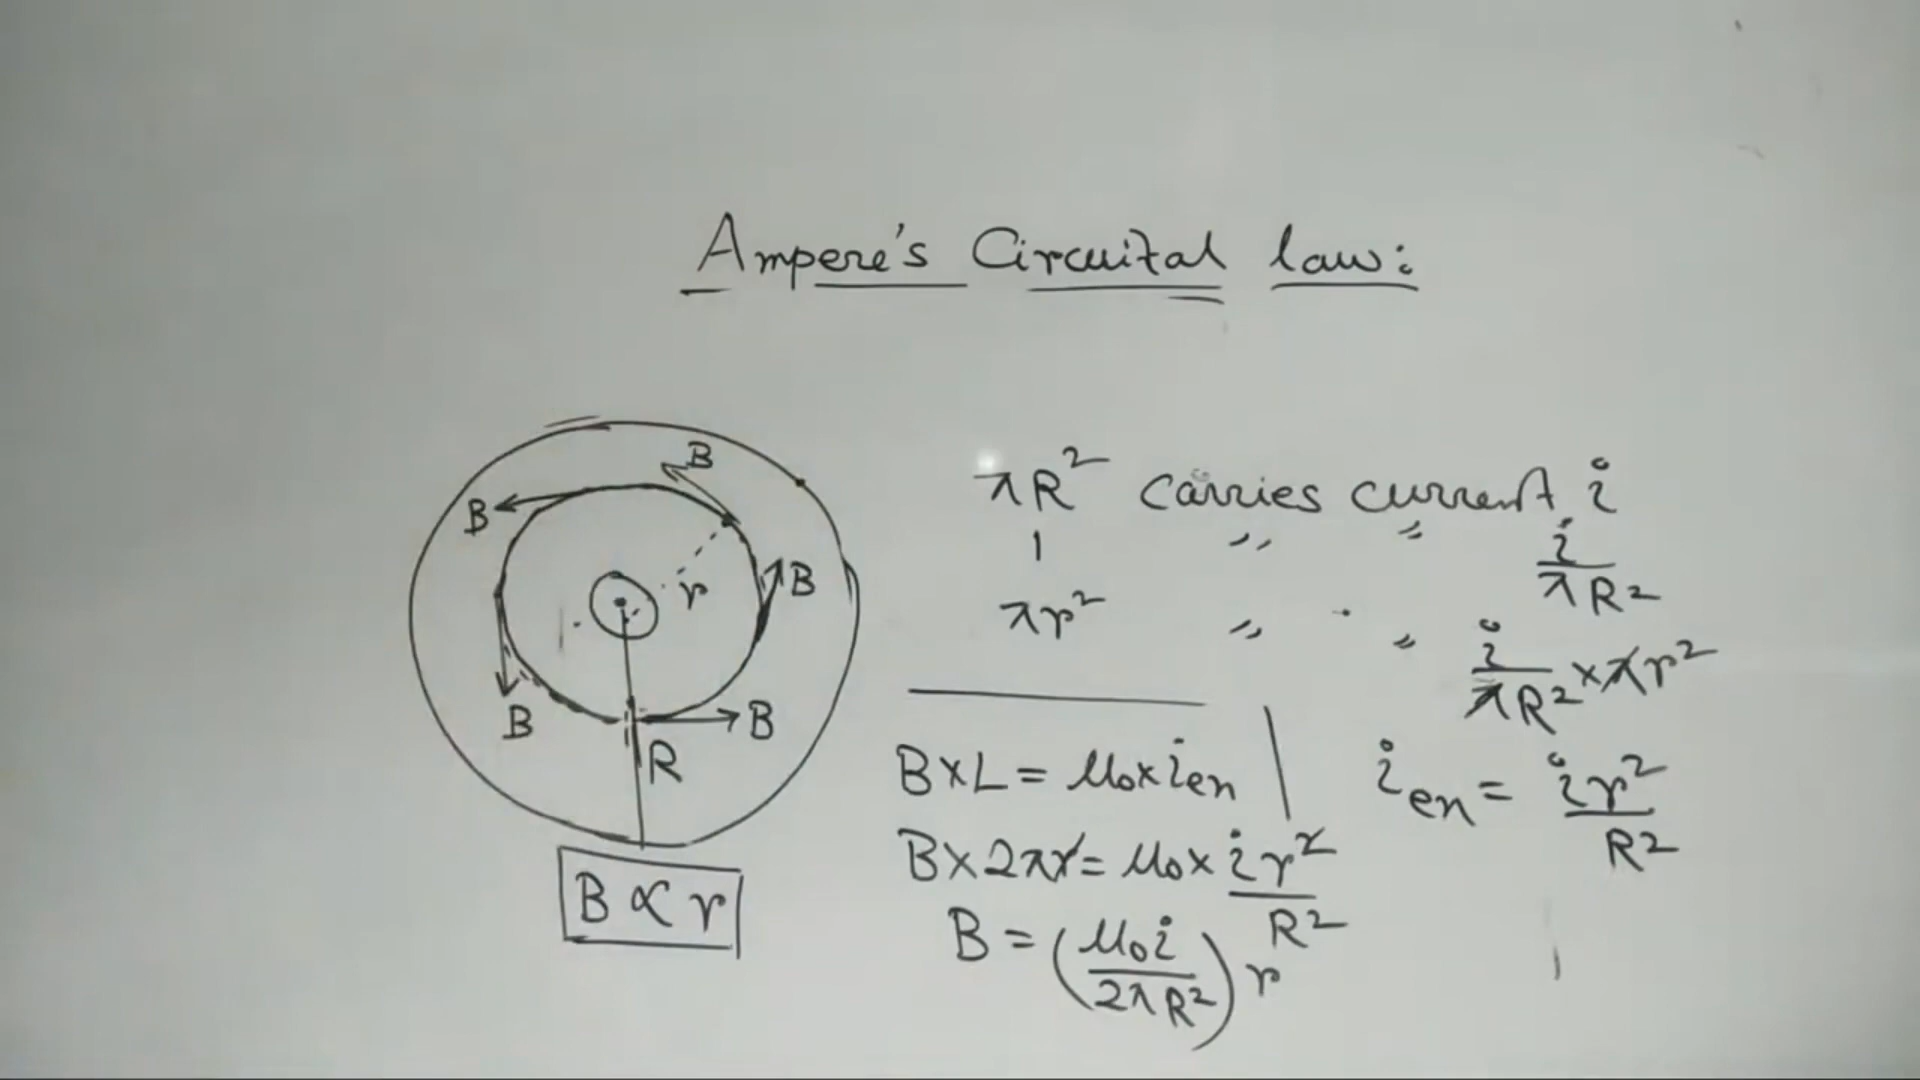 Ampere's Circuital law:
B
B
r
B
B
B
R
B ∝ r
πR² carries current i
1 ,, ,, i/πR²
πr² ,, ,, i/πR² × πr²
B×L = μ₀×i_en
i_en = ir²/R²
B×2πr = μ₀× ir²/R²
B = (μ₀i/2πR²) r